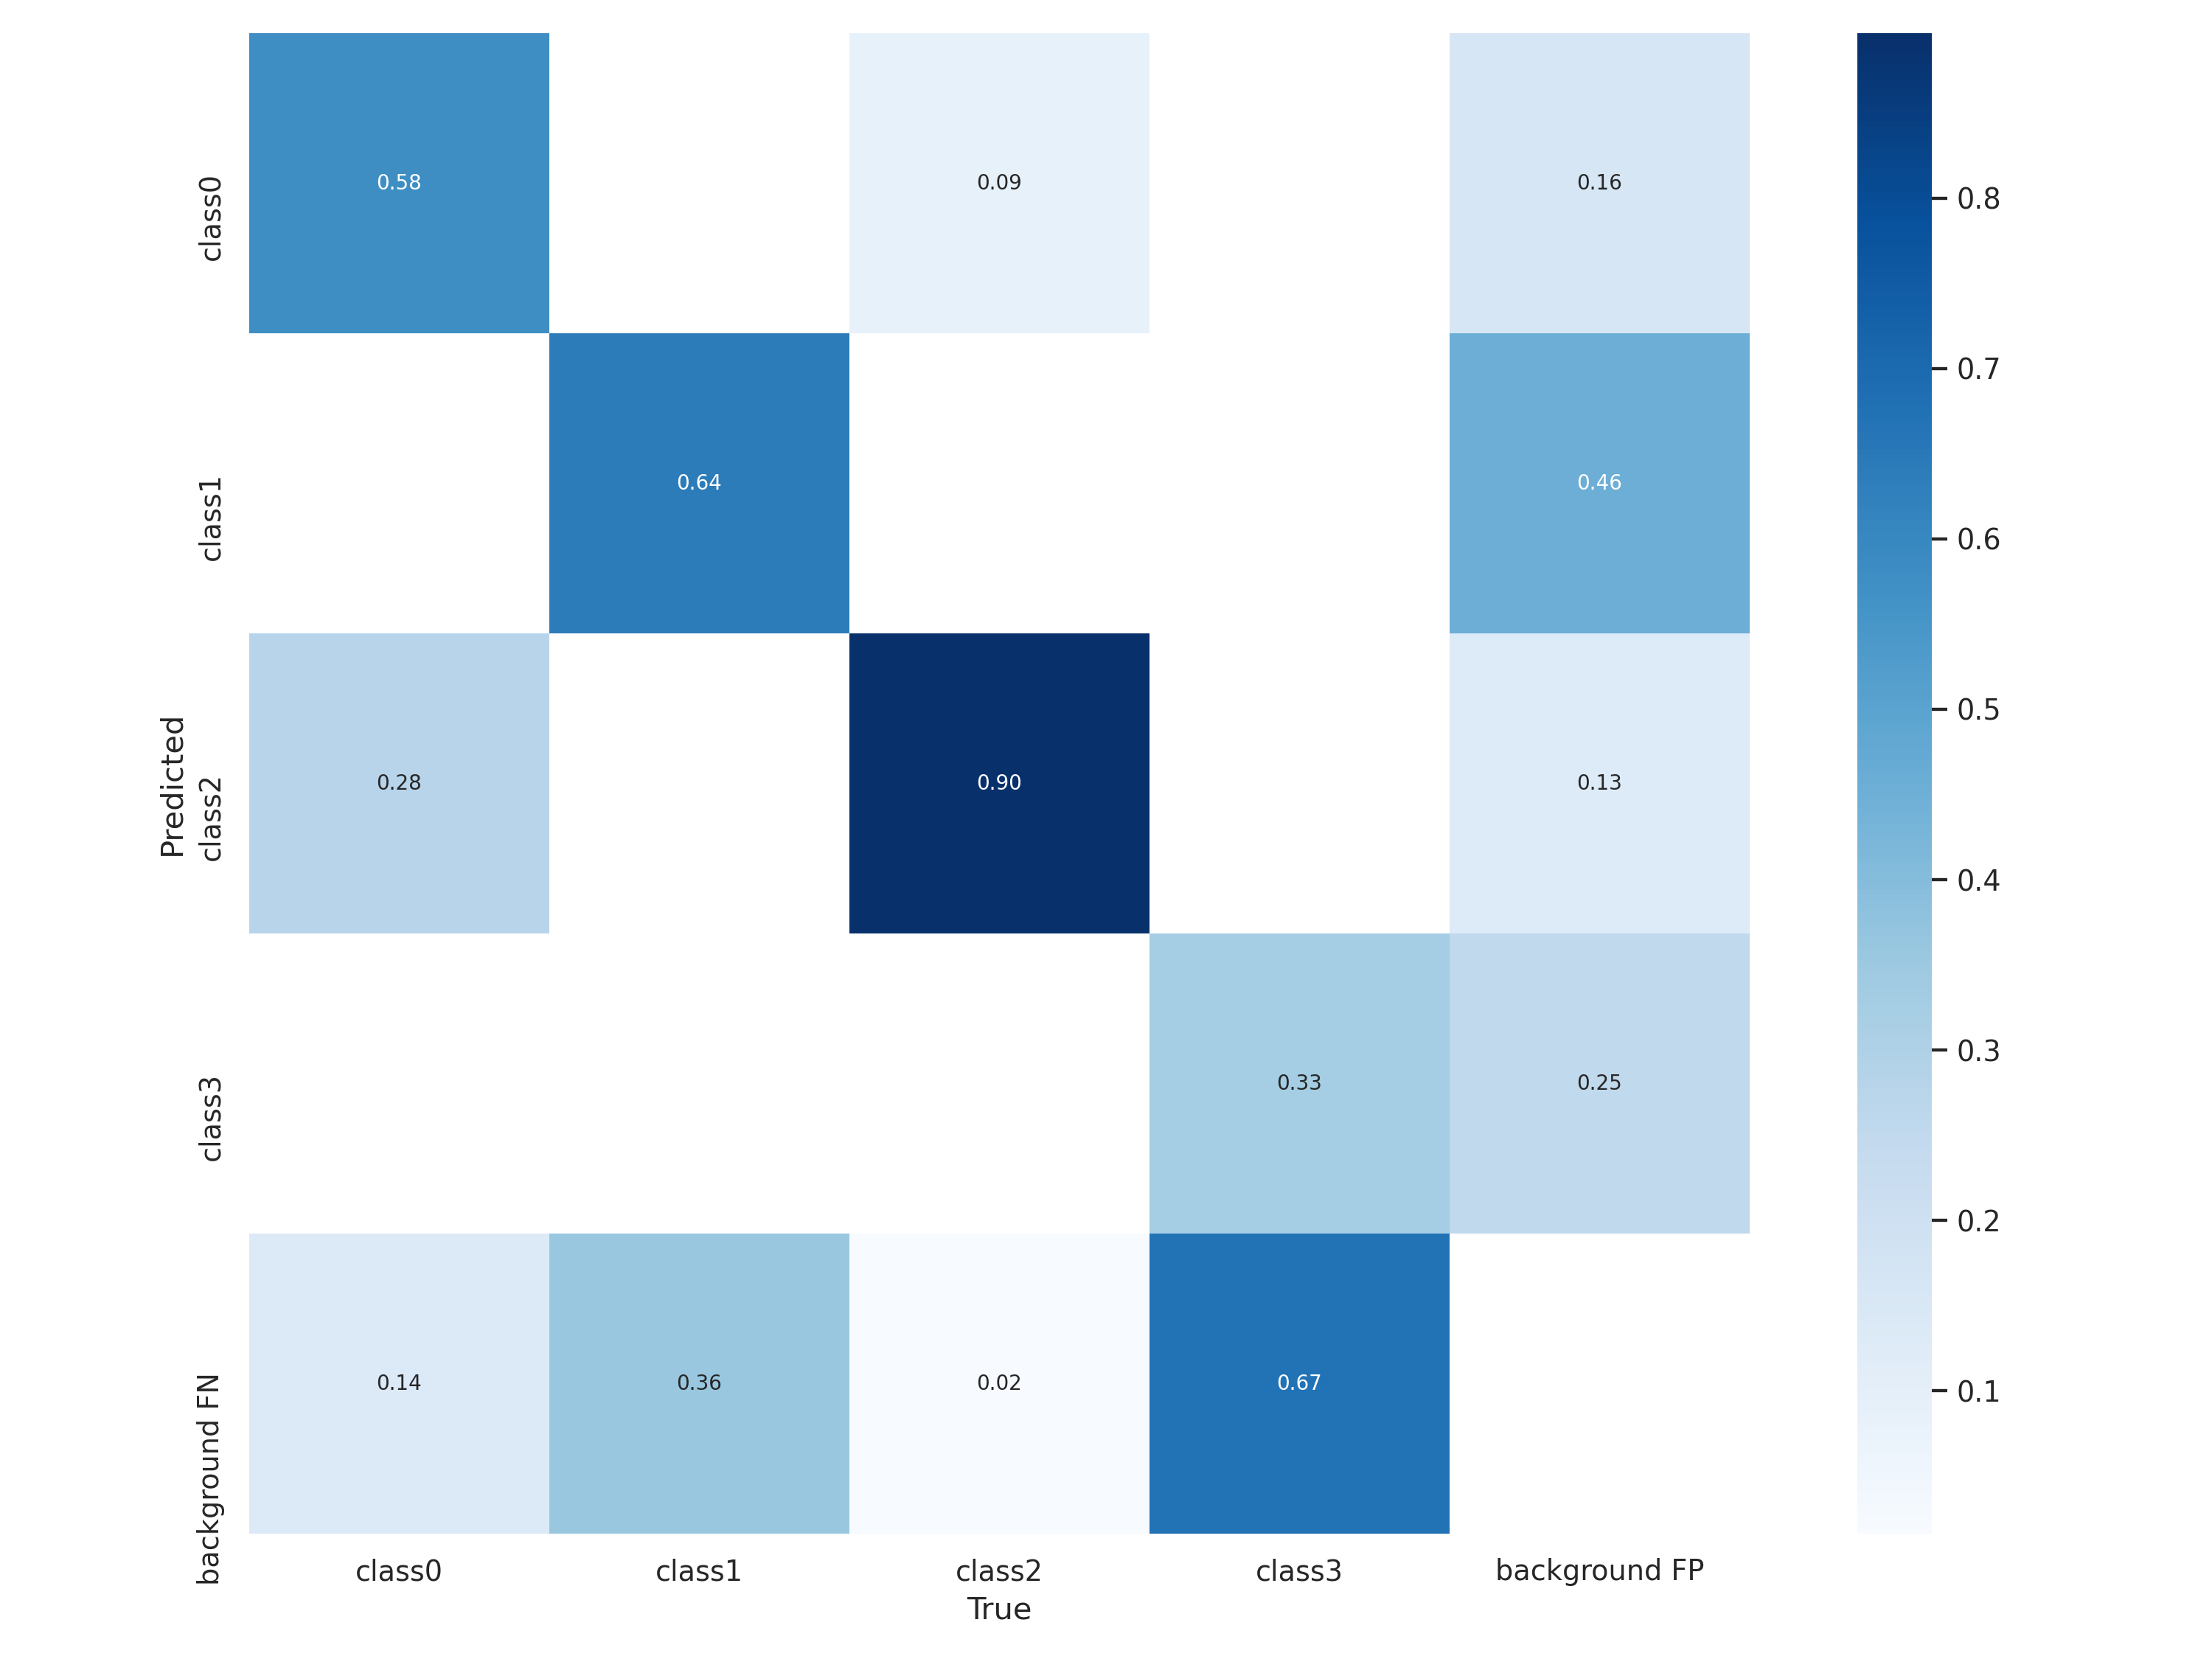 class0 0.58 0.09 0.16
class1 0.64 0.46
class2 0.28 0.90 0.13
class3 0.33 0.25
background FN 0.14 0.36 0.02 0.67
Predicted
class0 class1 class2 class3 background FP
True
0.8
0.7
0.6
0.5
0.4
0.3
0.2
0.1